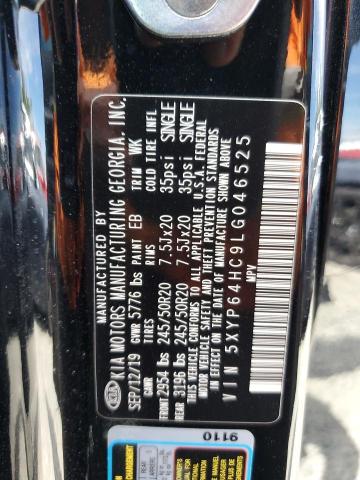 MANUFACTURED BY
KIA KIA MOTORS MANUFACTURING GEORGIA, INC.
SEP/12/19 GVWR 5776 lbs PAINT EB TRIM WK
GAWR TIRES RIMS COLD TIRE INFL
FRONT 2954 lbs 245/50R20 7.5Jx20 35psi SINGLE
REAR 3196 lbs 245/50R20 7.5Jx20 35psi SINGLE
THIS VEHICLE CONFORMS TO ALL APPLICABLE U.S.A. FEDERAL
MOTOR VEHICLE SAFETY AND THEFT PREVENTION STANDARDS
IN EFFECT ON THE DATE OF MANUFACTURE SHOWN ABOVE
VIN 5XYP64HC9LG046525
MPV
9110